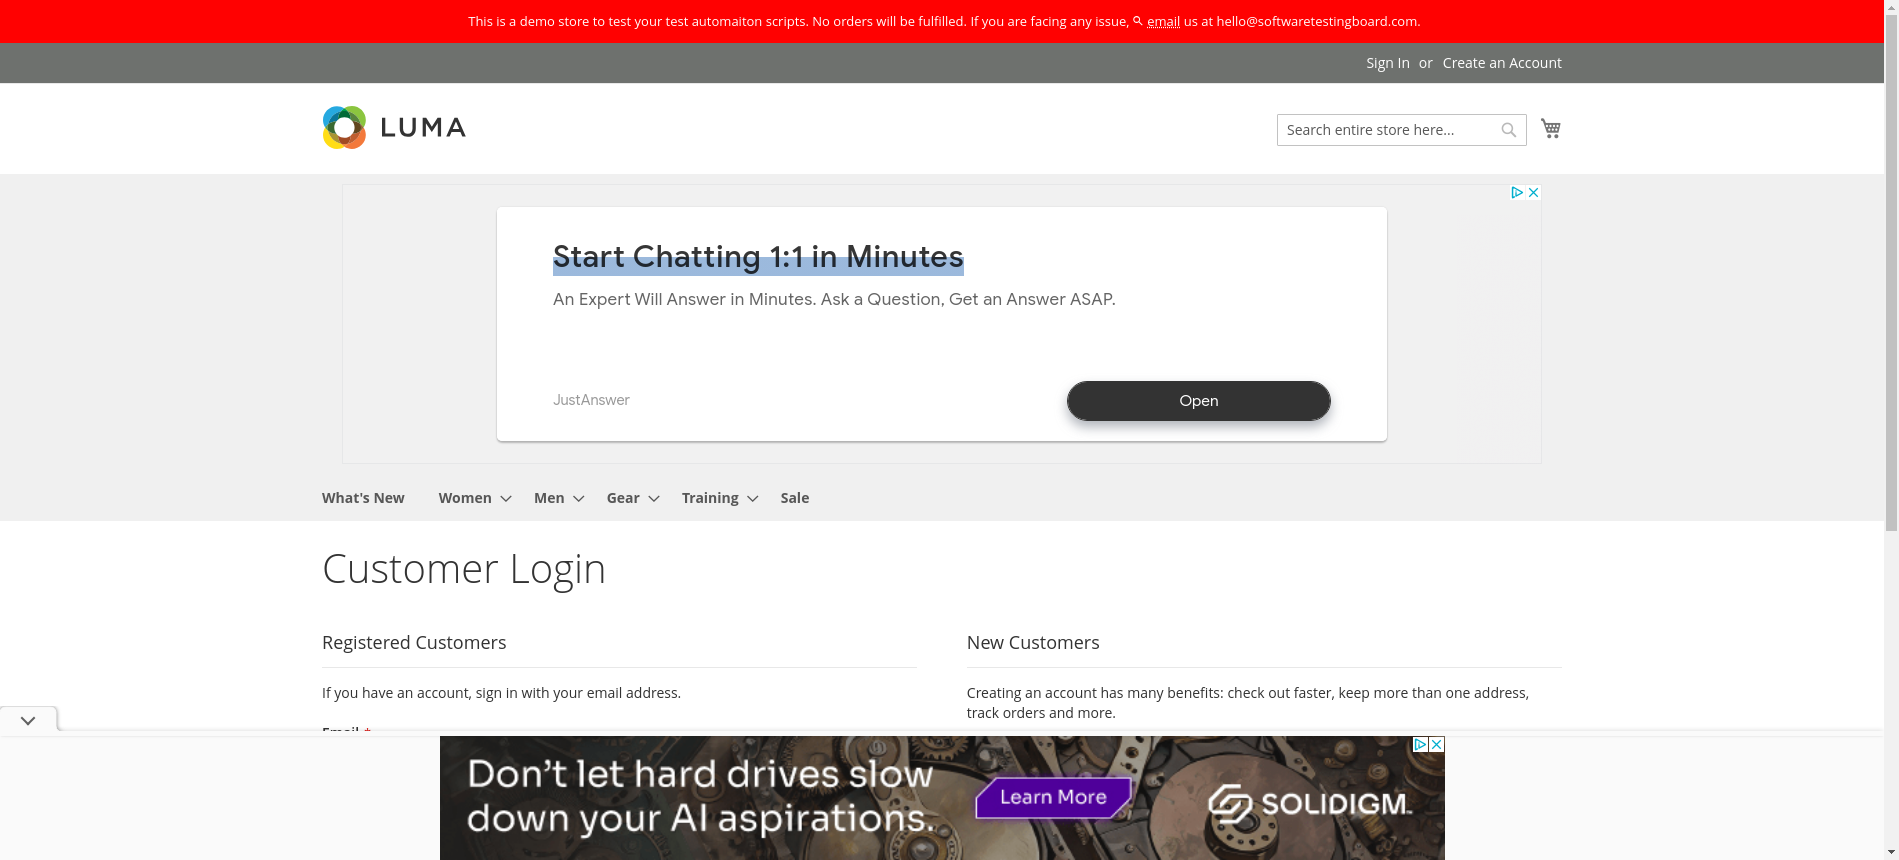 This is a demo store to test your test automaiton scripts. No orders will be fulfilled. If you are facing any issue, email us at hello@softwaretestingboard.com.
Sign In or Create an Account
LUMA
Search entire store here...
Start Chatting 1:1 in Minutes
An Expert Will Answer in Minutes. Ask a Question, Get an Answer ASAP.
JustAnswer
Open
What's New Women Men Gear Training Sale
Customer Login
Registered Customers
If you have an account, sign in with your email address.
Email *
New Customers
Creating an account has many benefits: check out faster, keep more than one address,
track orders and more.
Don't let hard drives slow
down your AI aspirations.
Learn More
SOLIDIGM